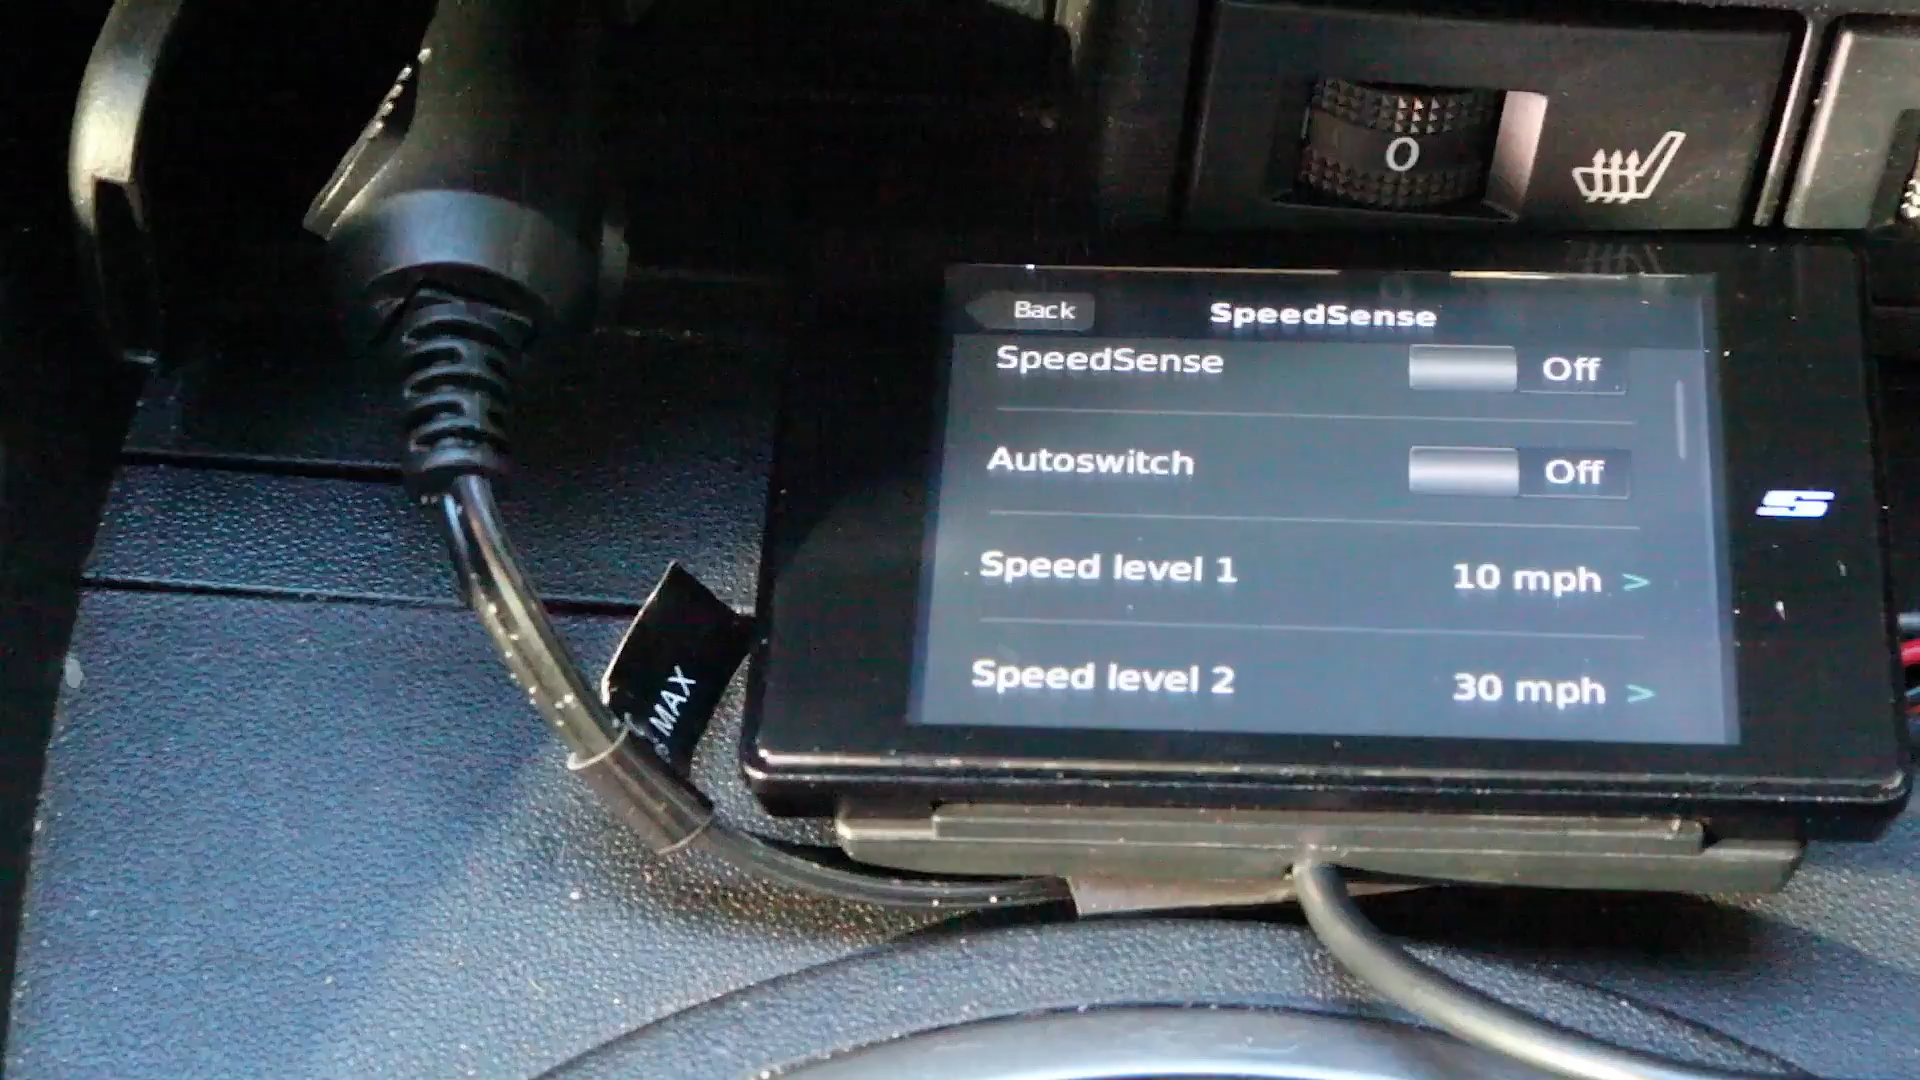 O
Back
SpeedSense
SpeedSense Off
Autoswitch Off
Speed level 1 10 mph >
Speed level 2 30 mph >
MAX